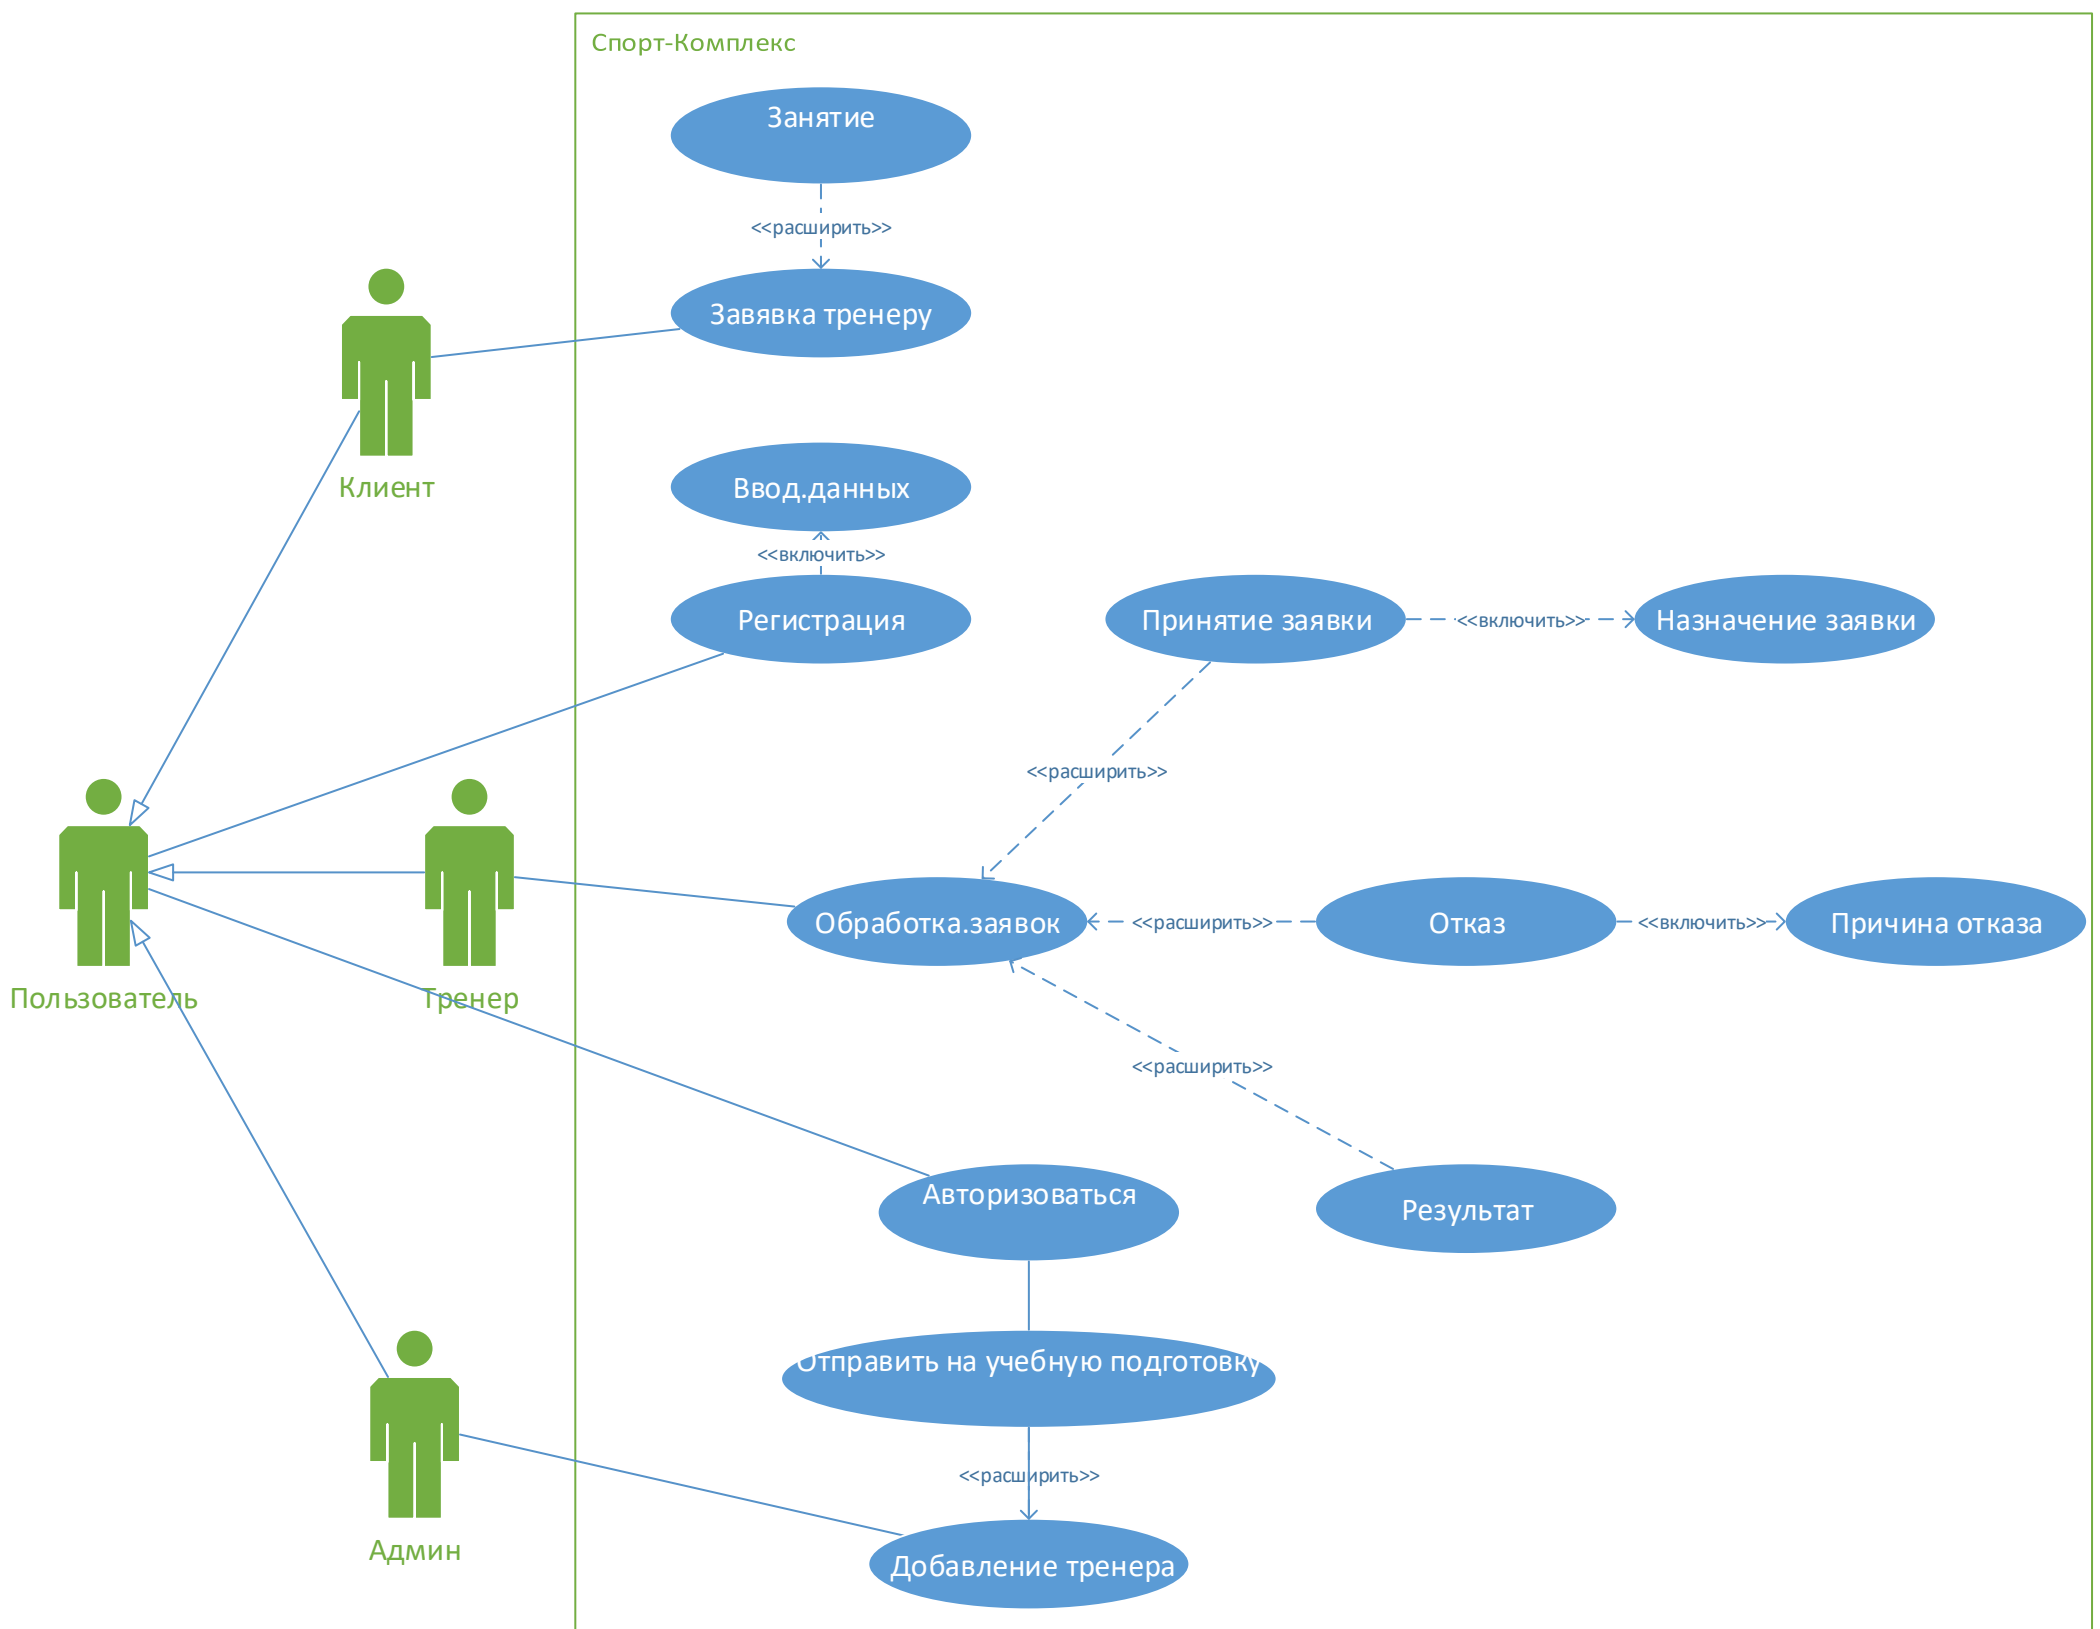 Спорт-Комплекс
Занятие
<<расширить>>
Завявка тренеру
Клиент
Ввод.данных
<<включить>>
Регистрация
Принятие заявки
<<включить>>
Назначение заявки
<<расширить>>
Обработка.заявок
<<расширить>>
Отказ
<<включить>>
Причина отказа
Пользователь
Тренер
<<расширить>>
Авторизоваться
Результат
Отправить на учебную подготовку
<<расширить>>
Админ
Добавление тренера